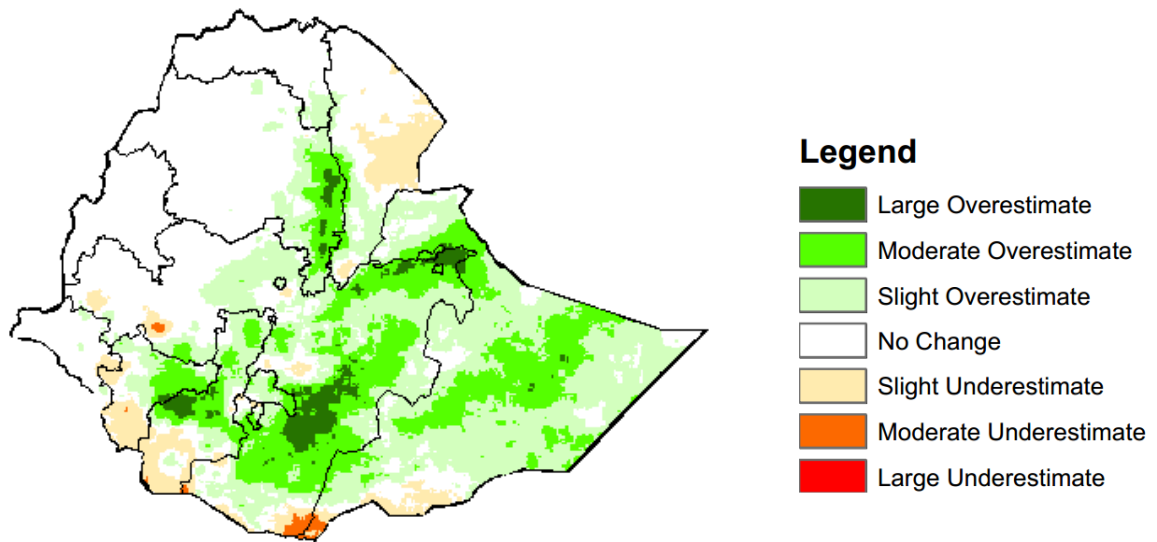 Legend
Large Overestimate
Moderate Overestimate
Slight Overestimate
No Change
Slight Underestimate
Moderate Underestimate
Large Underestimate